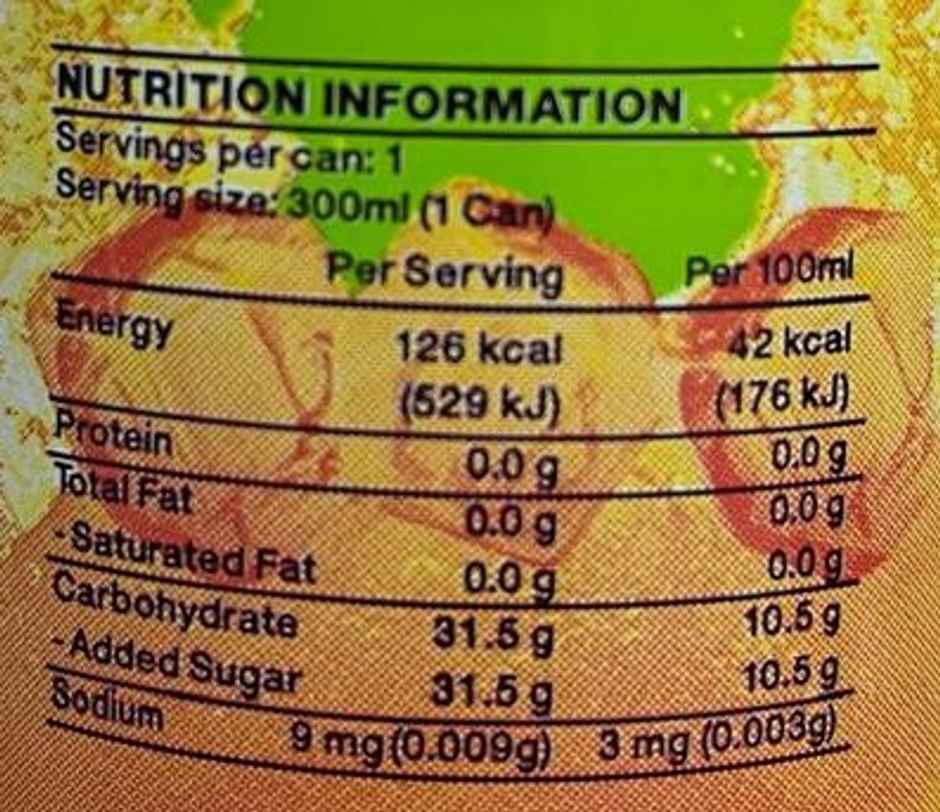 NUTRITION INFORMATION
Servings per can: 1
Serving size: 300ml (1 Can)
Per Serving Per 100ml
Energy 126 kcal 42 kcal
(529 kJ) (176 kJ)
Protein 0.0 g 0.0 g
Total Fat 0.0 g 0.0 g
-Saturated Fat 0.0 g 0.0 g
Carbohydrate 31.5 g 10.5 g
-Added Sugar 31.5 g 10.5 g
Sodium 9 mg (0.009g) 3 mg (0.003g)